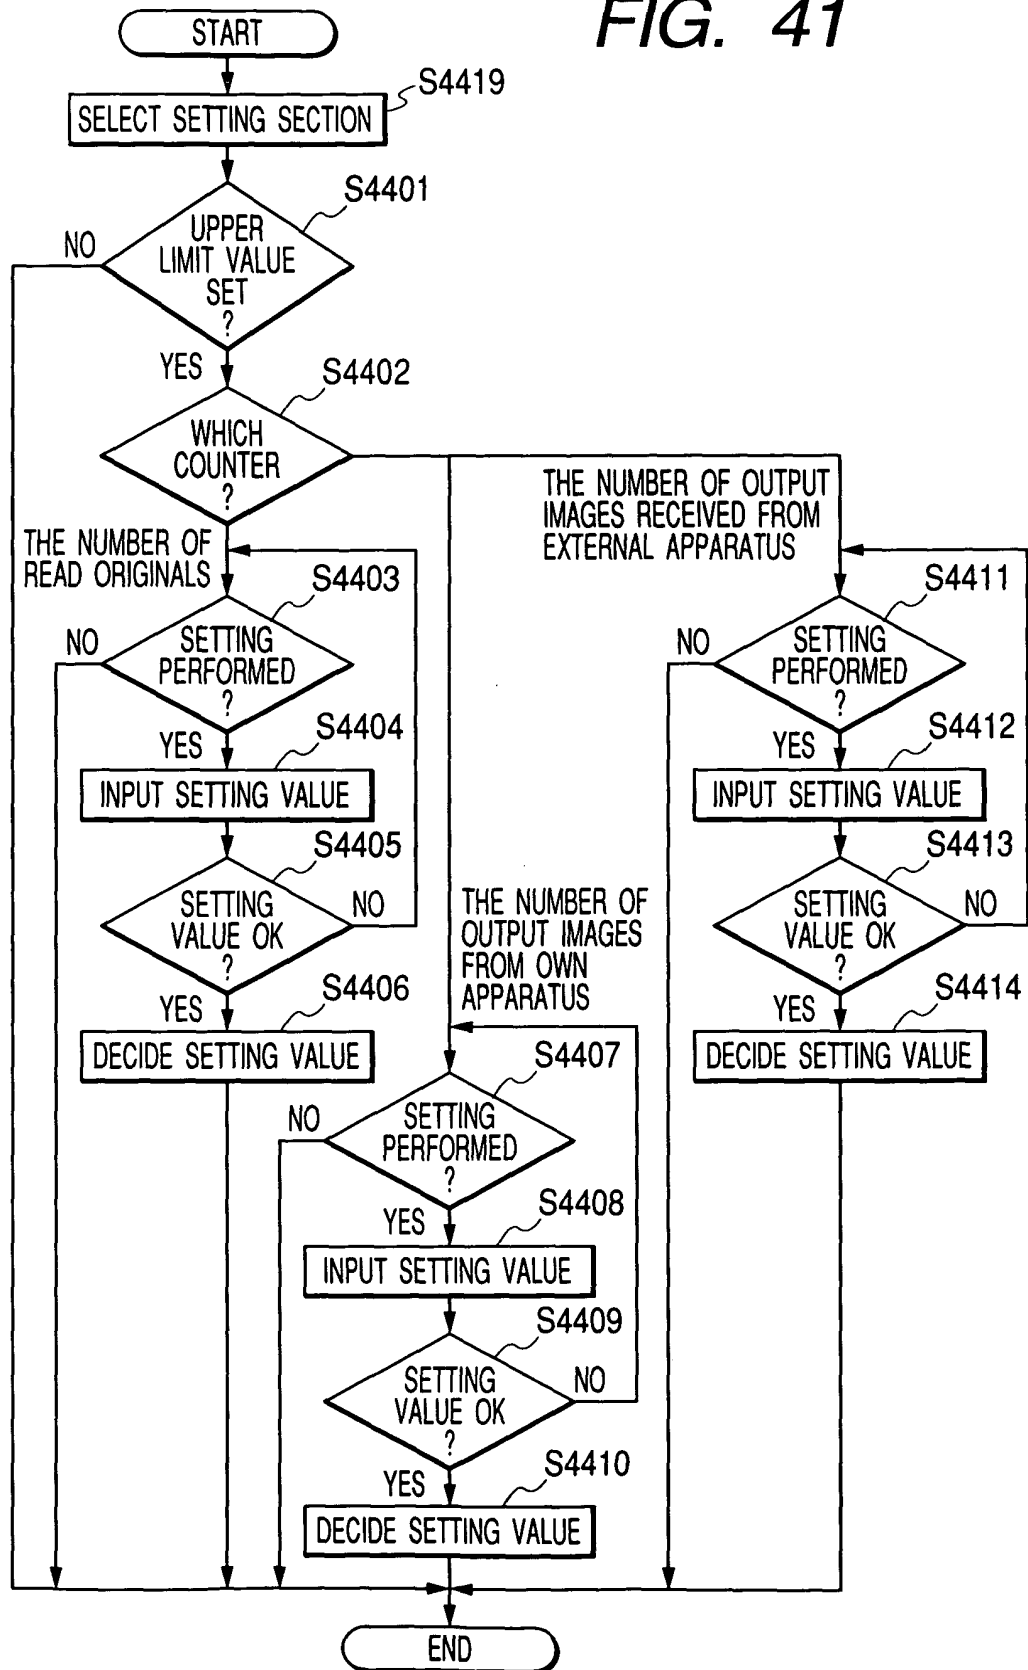 FIG. 41
START
S4419
SELECT SETTING SECTION
S4401
UPPER
LIMIT VALUE
SET
?
NO
YES
S4402
WHICH
COUNTER
?
THE NUMBER OF
READ ORIGINALS
S4403
SETTING
PERFORMED
?
NO
YES
S4404
INPUT SETTING VALUE
S4405
SETTING
VALUE OK
?
NO
YES
S4406
DECIDE SETTING VALUE
THE NUMBER OF
OUTPUT IMAGES
FROM OWN
APPARATUS
S4407
SETTING
PERFORMED
?
NO
YES
S4408
INPUT SETTING VALUE
S4409
SETTING
VALUE OK
?
NO
YES
S4410
DECIDE SETTING VALUE
THE NUMBER OF OUTPUT
IMAGES RECEIVED FROM
EXTERNAL APPARATUS
S4411
SETTING
PERFORMED
?
NO
YES
S4412
INPUT SETTING VALUE
S4413
SETTING
VALUE OK
?
NO
YES
S4414
DECIDE SETTING VALUE
END